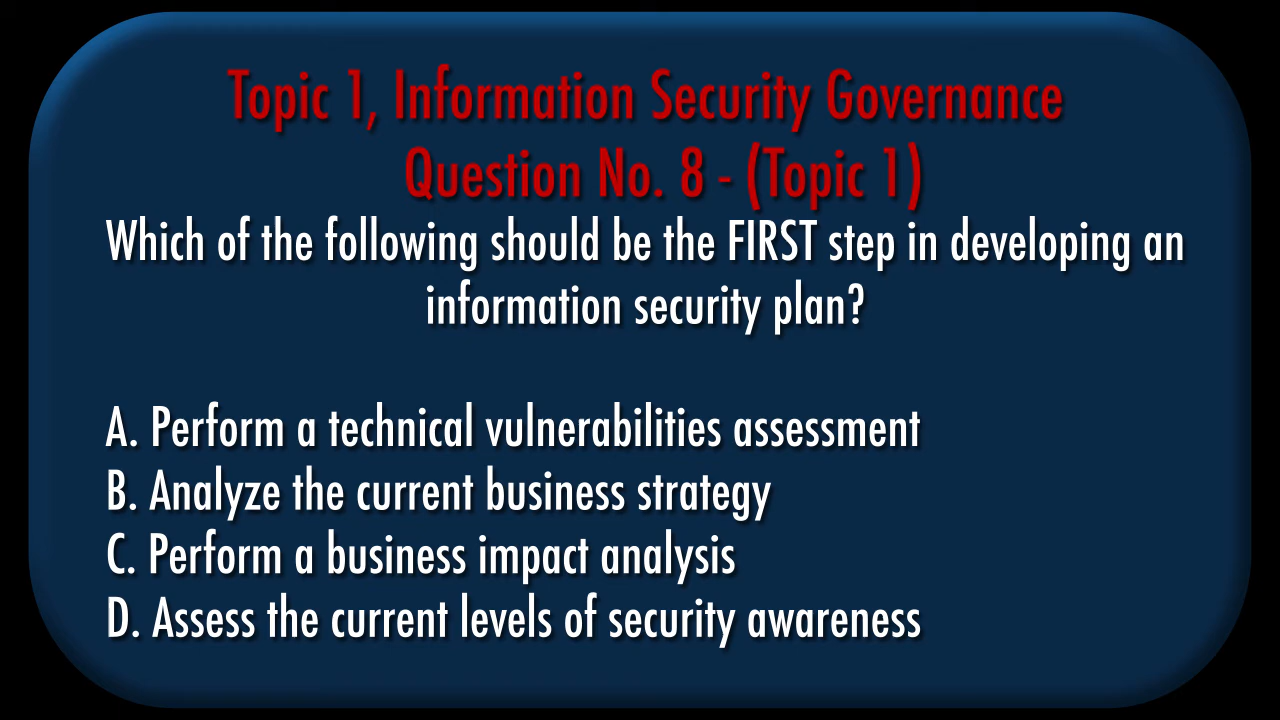 Topic 1, Information Security Governance
Question No. 8 - (Topic 1)
Which of the following should be the FIRST step in developing an
information security plan?
A. Perform a technical vulnerabilities assessment
B. Analyze the current business strategy
C. Perform a business impact analysis
D. Assess the current levels of security awareness